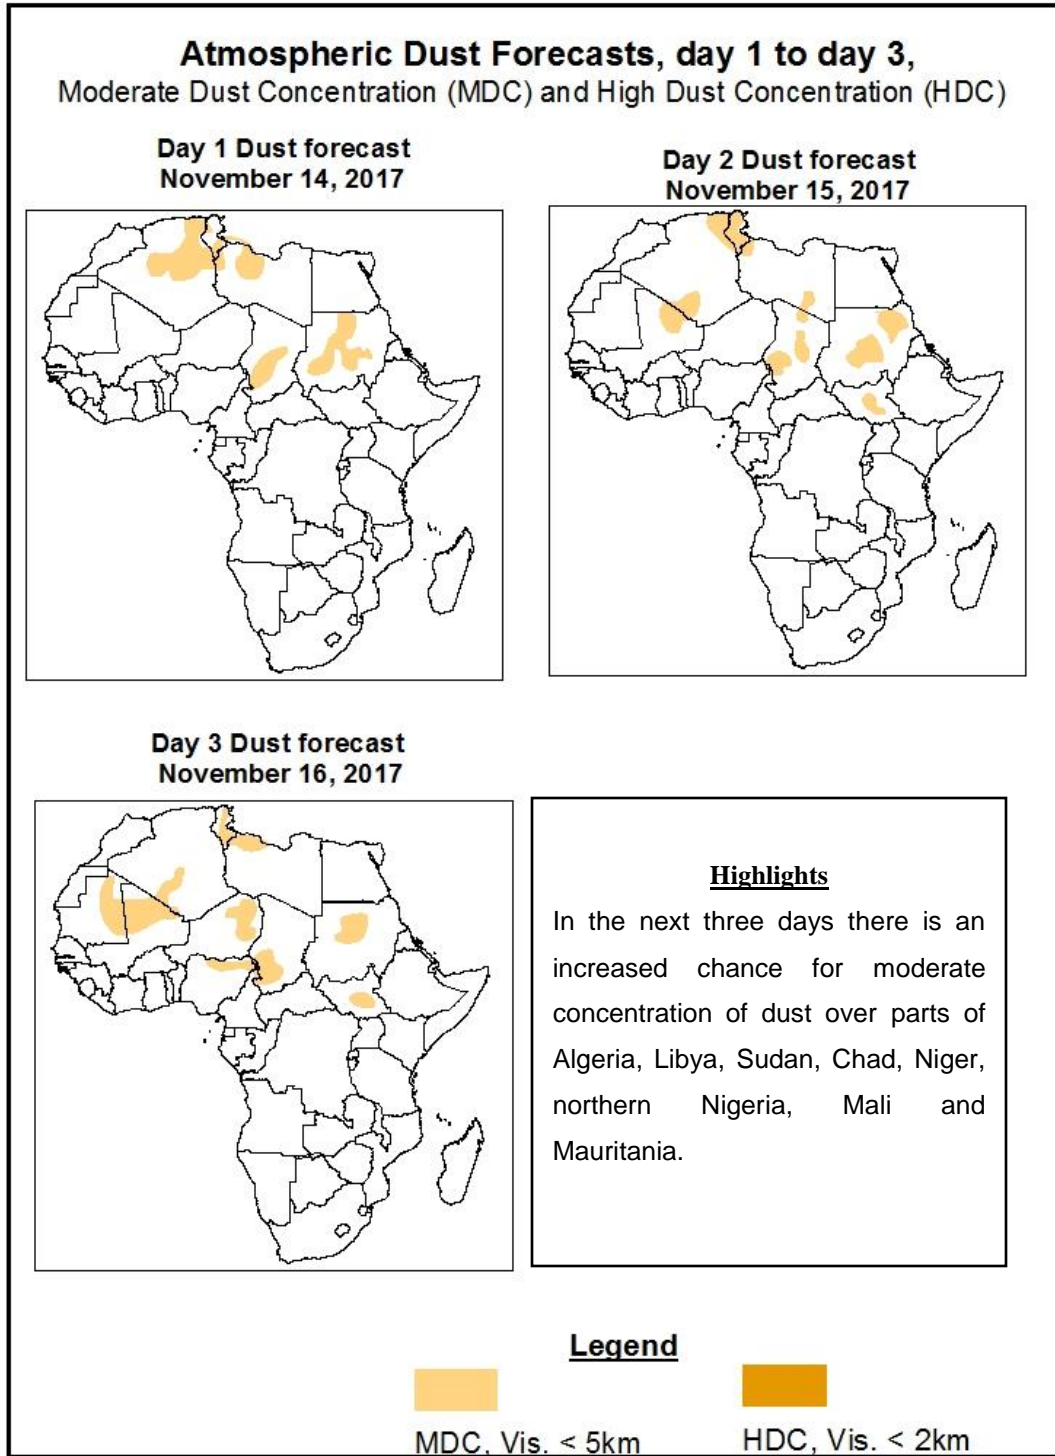 Atmospheric Dust Forecasts, day 1 to day 3,
Moderate Dust Concentration (MDC) and High Dust Concentration (HDC)
Day 1 Dust forecast
November 14, 2017
Day 2 Dust forecast
November 15, 2017
Day 3 Dust forecast
November 16, 2017
Highlights
In the next three days there is an
increased chance for moderate
concentration of dust over parts of
Algeria, Libya, Sudan, Chad, Niger,
northern Nigeria, Mali and
Mauritania.
Legend
MDC, Vis. < 5km
HDC, Vis. < 2km